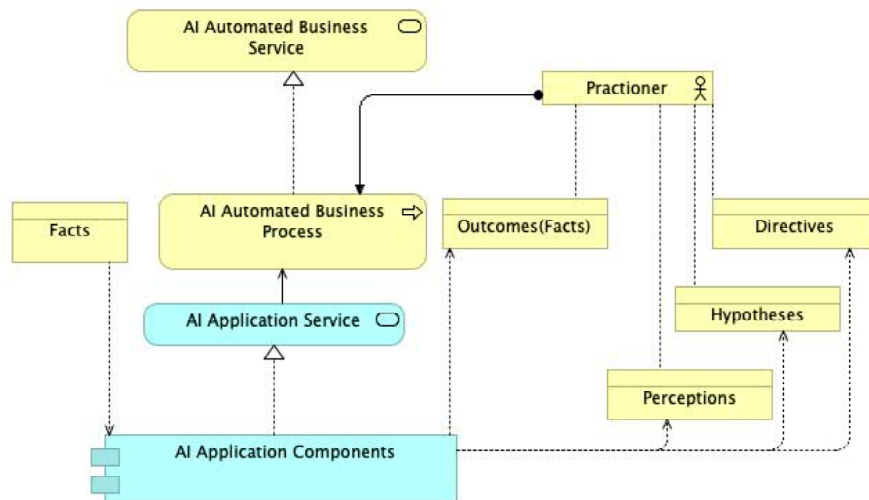 AI Automated Business
Service
Practioner
AI Automated Business
Process
Facts
Outcomes(Facts)
Directives
AI Application Service
Hypotheses
Perceptions
AI Application Components